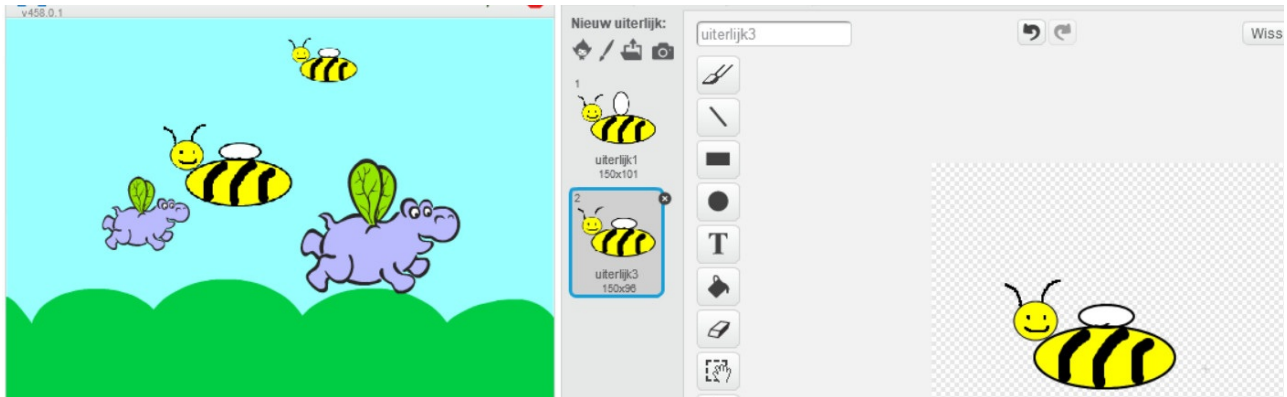 v458.0.1
Nieuw uiterlijk:
1
uiterlijk1
150x101
2
uiterlijk3
150x96
uiterlijk3
T
Wiss